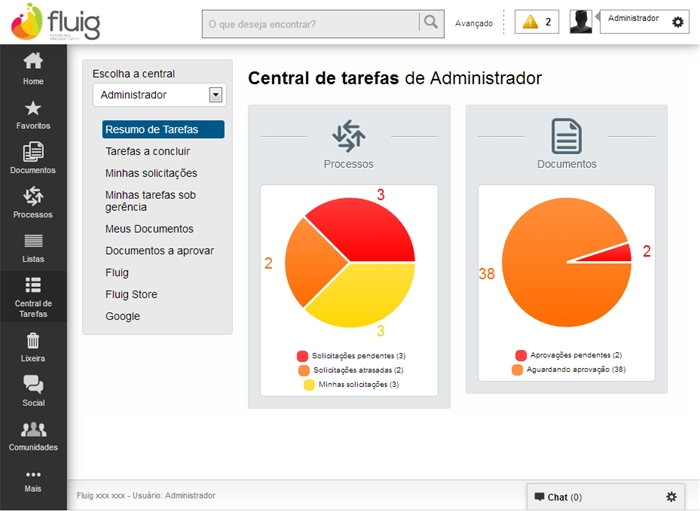 fluig
O que deseja encontrar?
Avançado
2
Administrador
Home
Favoritos
Documentos
Processos
Listas
Central de
Tarefas
Lixeira
Social
Comunidades
Mais
Escolha a central
Administrador
Resumo de Tarefas
Tarefas a concluir
Minhas solicitações
Minhas tarefas sob
gerência
Meus Documentos
Documentos a aprovar
Fluig
Fluig Store
Google
Central de tarefas de Administrador
Processos
3
2
3
Solicitações pendentes (3)
Solicitações atrasadas (2)
Minhas solicitações (3)
Documentos
2
38
Aprovações pendentes (2)
Aguardando aprovação (38)
Fluig xxx xxx - Usuário: Administrador
Chat (0)